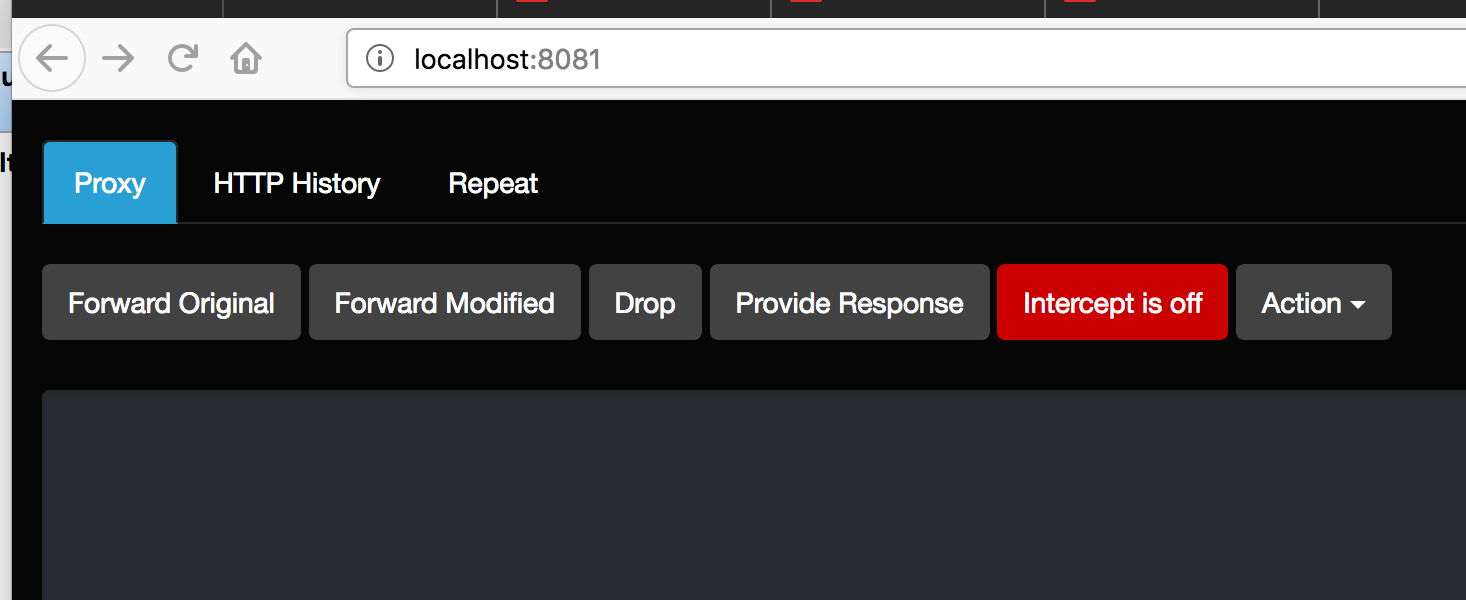 localhost:8081
Proxy HTTP History Repeat
Forward Original Forward Modified Drop Provide Response Intercept is off Action